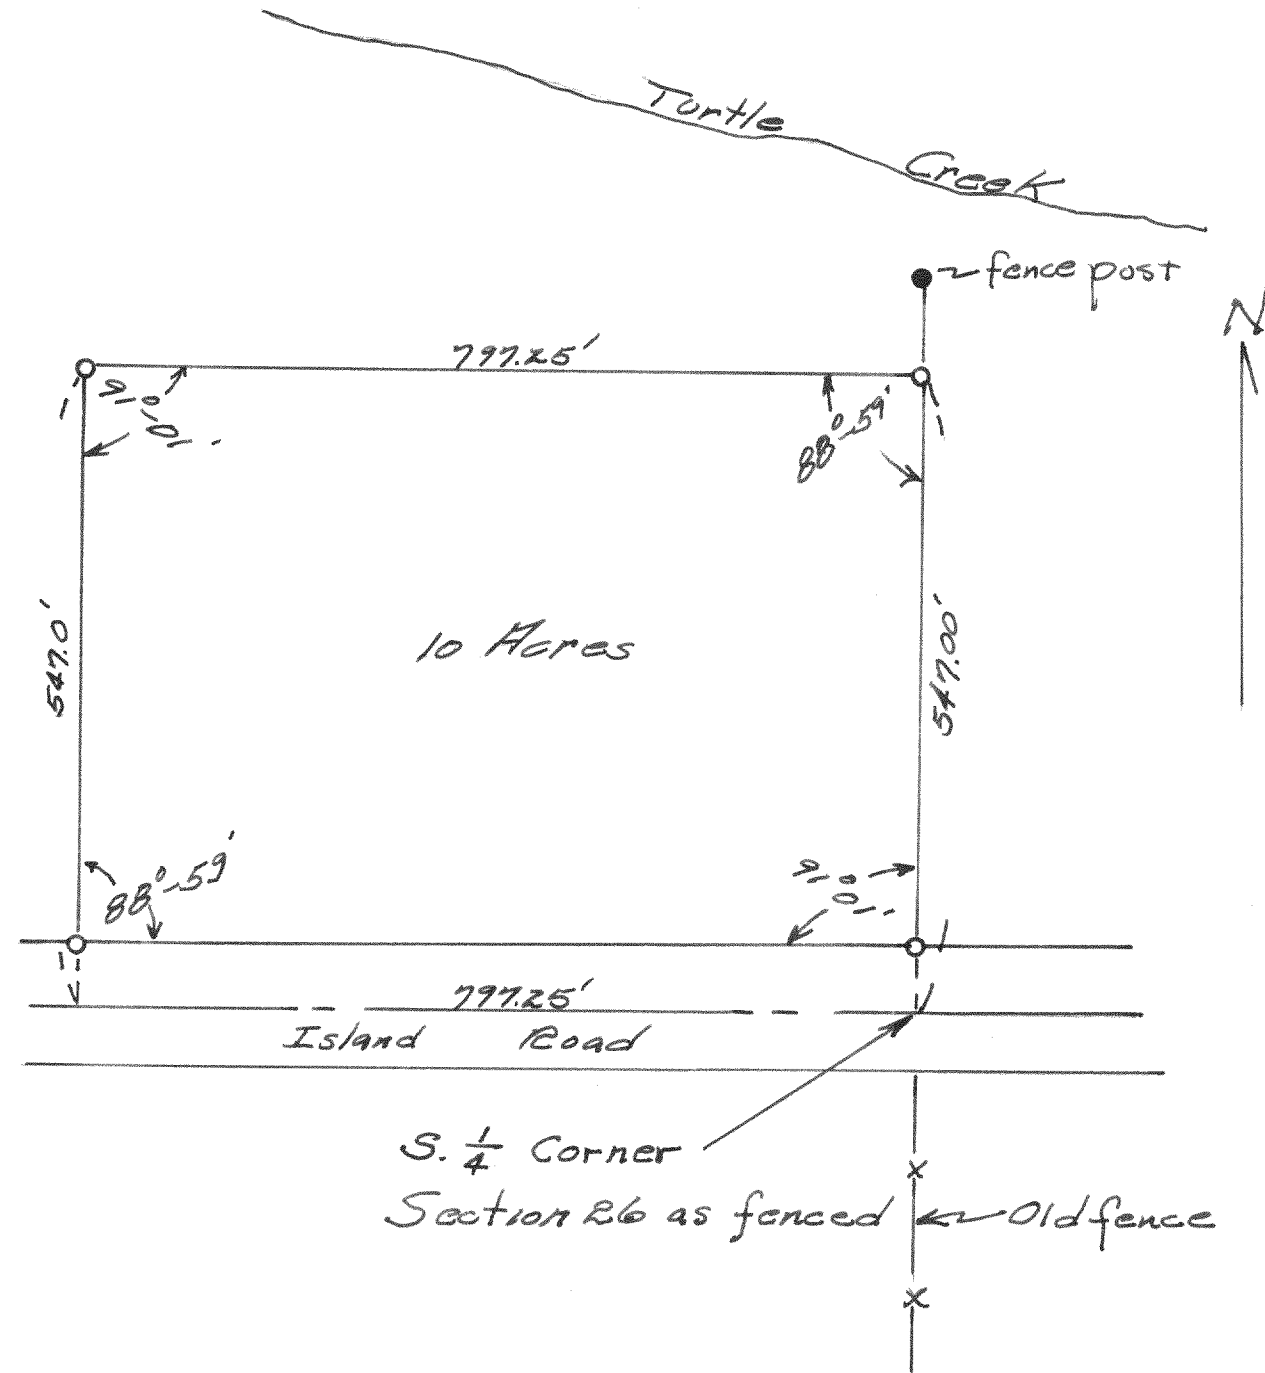 Turtle
Creek
fence post
N
797.25'
91°-01'
88°-59'
547.0'
10 Acres
547.00'
88°-59'
91°-01'
797.25'
Island Road
S. 1/4 Corner
Section 26 as fenced
Old fence